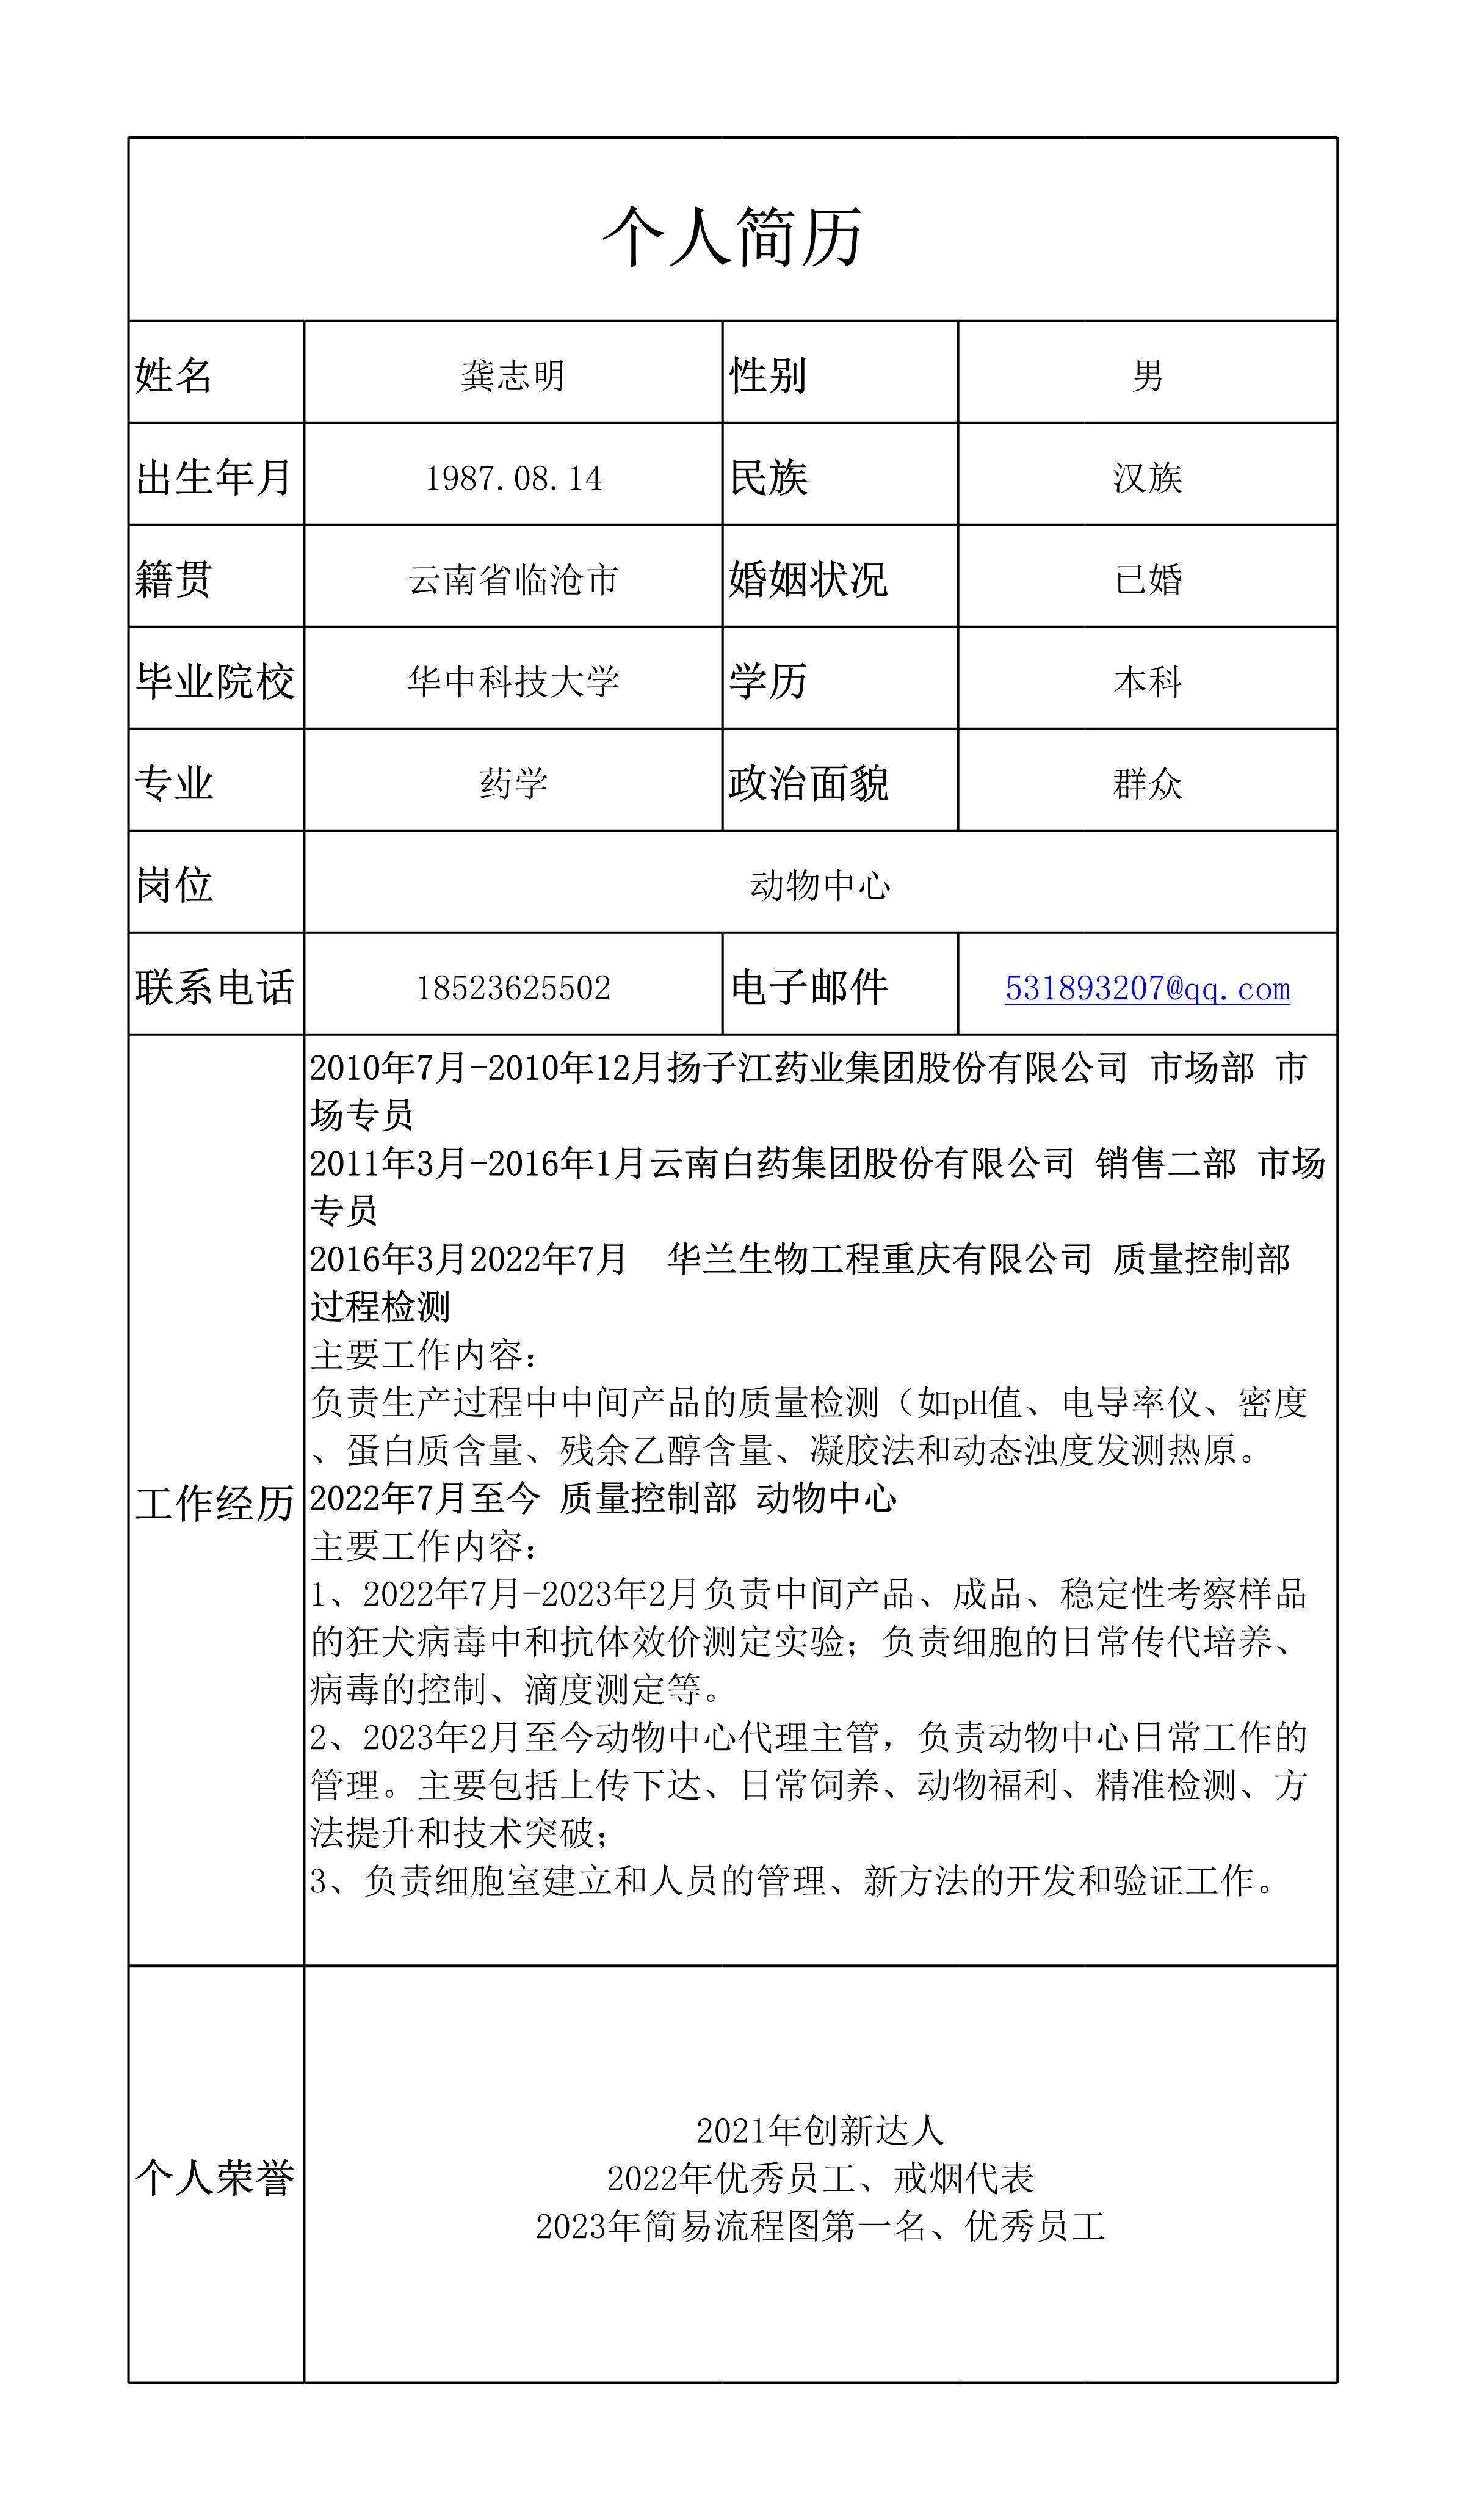 个人简历
姓名 龚志明 性别 男
出生年月 1987.08.14 民族 汉族
籍贯 云南省临沧市 婚姻状况 已婚
毕业院校 华中科技大学 学历 本科
专业 药学 政治面貌 群众
岗位 动物中心
联系电话 18523625502 电子邮件 531893207@qq.com
工作经历
2010年7月-2010年12月扬子江药业集团股份有限公司 市场部 市
场专员
2011年3月-2016年1月云南白药集团股份有限公司 销售二部 市场
专员
2016年3月2022年7月  华兰生物工程重庆有限公司 质量控制部
过程检测
主要工作内容：
负责生产过程中中间产品的质量检测（如pH值、电导率仪、密度
、蛋白质含量、残余乙醇含量、凝胶法和动态浊度发测热原。
2022年7月至今 质量控制部 动物中心
主要工作内容：
1、2022年7月-2023年2月负责中间产品、成品、稳定性考察样品
的狂犬病毒中和抗体效价测定实验；负责细胞的日常传代培养、
病毒的控制、滴度测定等。
2、2023年2月至今动物中心代理主管，负责动物中心日常工作的
管理。主要包括上传下达、日常饲养、动物福利、精准检测、方
法提升和技术突破；
3、负责细胞室建立和人员的管理、新方法的开发和验证工作。
个人荣誉
2021年创新达人
2022年优秀员工、戒烟代表
2023年简易流程图第一名、优秀员工